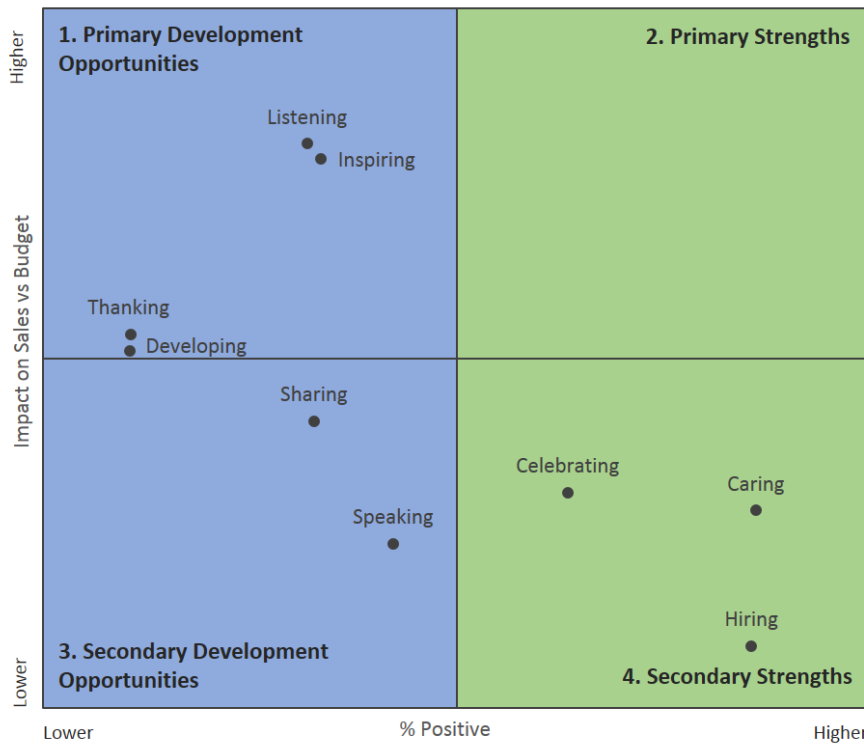 1. Primary Development
Opportunities
2. Primary Strengths
Higher
Listening
Inspiring
Impact on Sales vs Budget
Thanking
Developing
Sharing
Celebrating
Caring
Speaking
Hiring
3. Secondary Development
Opportunities
4. Secondary Strengths
Lower
Lower
% Positive
Higher